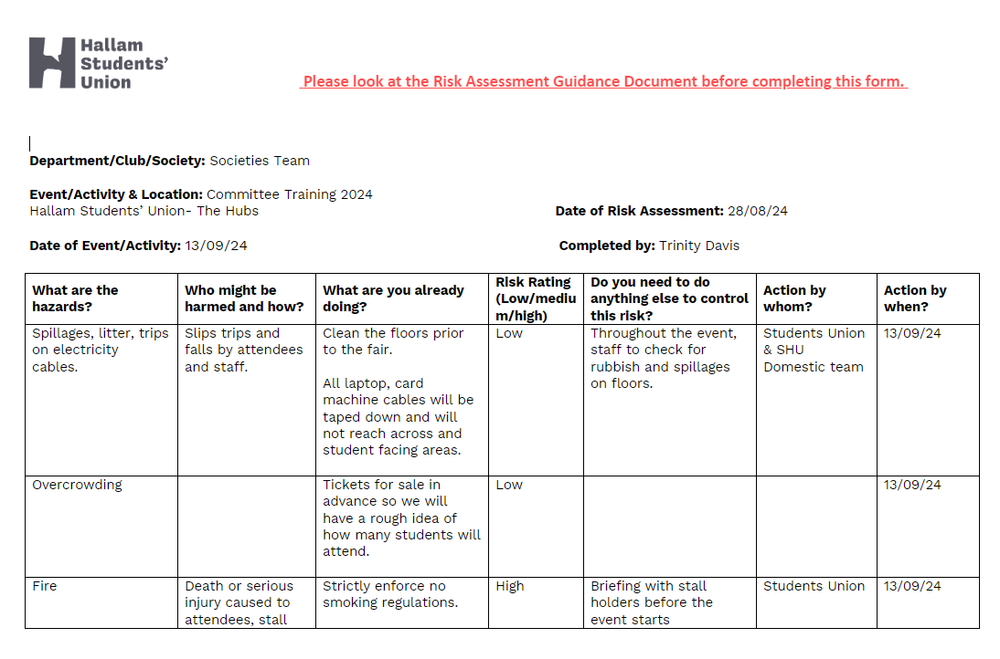 Hallam
Students'
Union
Please look at the Risk Assessment Guidance Document before completing this form.
Department/Club/Society: Societies Team
Event/Activity & Location: Committee Training 2024
Hallam Students' Union- The Hubs
Date of Risk Assessment: 28/08/24
Date of Event/Activity: 13/09/24
Completed by: Trinity Davis
What are the
hazards?
Who might be
harmed and how?
What are you already
doing?
Risk Rating
(Low/mediu
m/high)
Do you need to do
anything else to control
this risk?
Action by
whom?
Action by
when?
Spillages, litter, trips
on electricity
cables.
Slips trips and
falls by attendees
and staff.
Clean the floors prior
to the fair.
All laptop, card
machine cables will be
taped down and will
not reach across and
student facing areas.
Low
Throughout the event,
staff to check for
rubbish and spillages
on floors.
Students Union
& SHU
Domestic team
13/09/24
Overcrowding
Tickets for sale in
advance so we will
have a rough idea of
how many students will
attend.
Low
13/09/24
Fire
Death or serious
injury caused to
attendees, stall
Strictly enforce no
smoking regulations.
High
Briefing with stall
holders before the
event starts
Students Union
13/09/24